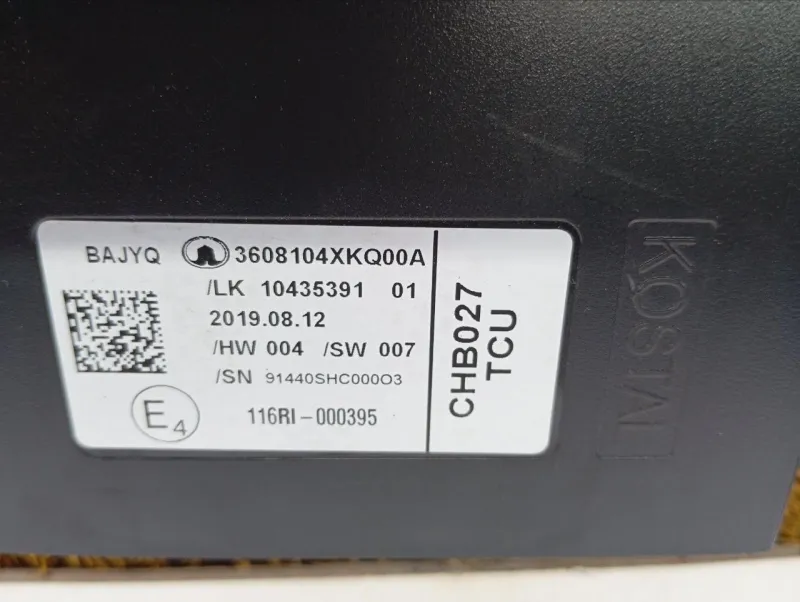 BAJYQ 3608104XKQ00A
/LK 10435391 01
2019.08.12
/HW 004 /SW 007
/SN 91440SHC000O3
E4
116RI-000395
CHB027
TCU